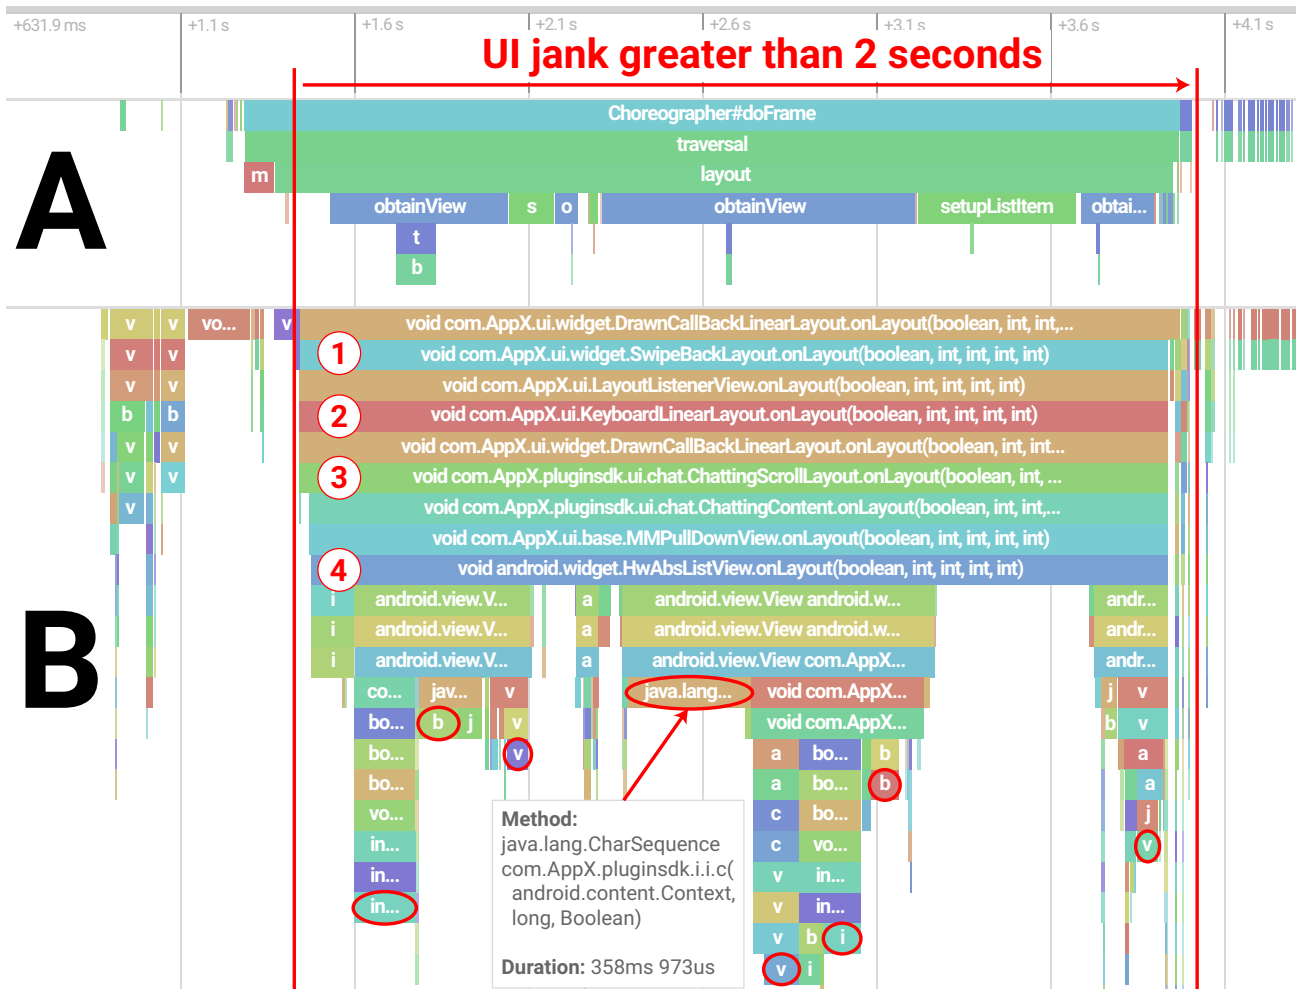 +631.9 ms +1.1 s +1.6 s +2.1 s +2.6 s +3.1 s +3.6 s +4.1 s
UI jank greater than 2 seconds
A
Choreographer#doFrame
traversal
m layout
obtainView s o obtainView setupListItem obtai...
t
b
B
v v vo... v void com.AppX.ui.widget.DrawnCallBackLinearLayout.onLayout(boolean, int, int,...
v v 1 void com.AppX.ui.widget.SwipeBackLayout.onLayout(boolean, int, int, int, int)
v v void com.AppX.ui.LayoutListenerView.onLayout(boolean, int, int, int, int)
b b 2 void com.AppX.ui.KeyboardLinearLayout.onLayout(boolean, int, int, int, int)
v v void com.AppX.ui.widget.DrawnCallBackLinearLayout.onLayout(boolean, int, int...
v v 3 void com.AppX.pluginsdk.ui.chat.ChattingScrollLayout.onLayout(boolean, int, ...
v void com.AppX.pluginsdk.ui.chat.ChattingContent.onLayout(boolean, int, int,...
void com.AppX.ui.base.MMPullDownView.onLayout(boolean, int, int, int, int)
4 void android.widget.HwAbsListView.onLayout(boolean, int, int, int, int)
i android.view.V... a android.view.View android.w... andr...
i android.view.V... a android.view.View android.w... andr...
i android.view.V... a android.view.View com.AppX... andr...
co... jav... v java.lang... void com.AppX... j v
bo... b j v void com.AppX... b v
bo... v a bo... b a
bo... a bo... b a
vo... c bo... j
in... c vo... v
in... v in...
in... v in...
v b i
v i
Method:
java.lang.CharSequence
com.AppX.pluginsdk.i.i.c(
android.content.Context,
long, Boolean)
Duration: 358ms 973us